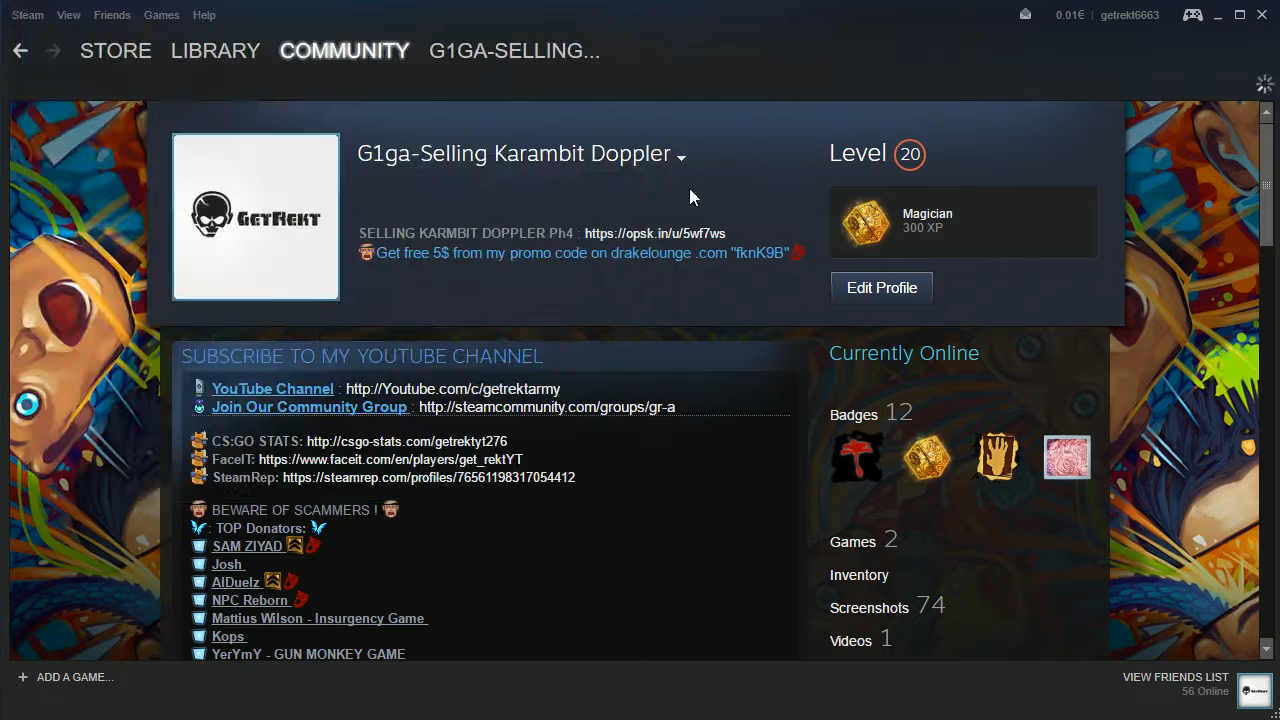 Steam View Friends Games Help
0.01€ getrekt6663
STORE LIBRARY COMMUNITY G1GA-SELLING...
G1ga-Selling Karambit Doppler
Level 20
GETREKT
Magician
300 XP
SELLING KARMBIT DOPPLER Ph4 : https://opsk.in/u/5wf7ws
Get free 5$ from my promo code on drakelounge .com "fknK9B"
Edit Profile
SUBSCRIBE TO MY YOUTUBE CHANNEL
YouTube Channel : http://Youtube.com/c/getrektarmy
Join Our Community Group : http://steamcommunity.com/groups/gr-a
CS:GO STATS: http://csgo-stats.com/getrektyt276
FaceIT: https://www.faceit.com/en/players/get_rektYT
SteamRep: https://steamrep.com/profiles/76561198317054412
BEWARE OF SCAMMERS !
: TOP Donators:
SAM ZIYAD
Josh
AlDuelz
NPC Reborn
Mattius Wilson - Insurgency Game
Kops
YerYmY - GUN MONKEY GAME
Currently Online
Badges 12
Games 2
Inventory
Screenshots 74
Videos 1
+ ADD A GAME...
VIEW FRIENDS LIST
56 Online